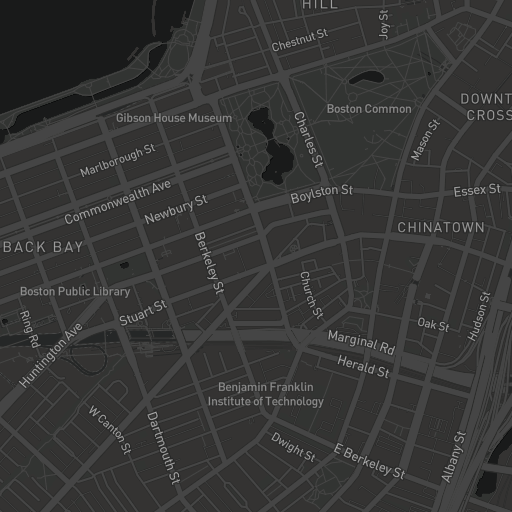 HILL
Joy St
Chestnut St
DOWNT
CROSS
Boston Common
Gibson House Museum
Charles St
Mason St
Marlborough St
Commonwealth Ave
Newbury St
Boylston St
Essex St
BACK BAY
CHINATOWN
Berkeley St
Boston Public Library
Church St
Stuart St
Ring Rd
Huntington Ave
Oak St
Hudson St
Marginal Rd
Herald St
Benjamin Franklin
Institute of Technology
W Canton St
Dartmouth St
Dwight St
E Berkeley St
Albany St